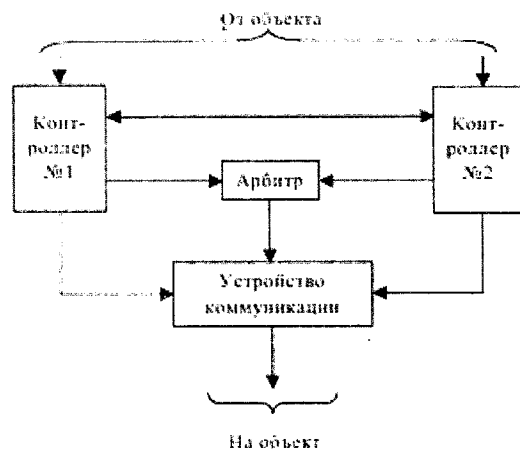 От объекта
Конт-
роллер
№1
Конт-
роллер
№2
Арбитр
Устройство
коммуникации
На объект